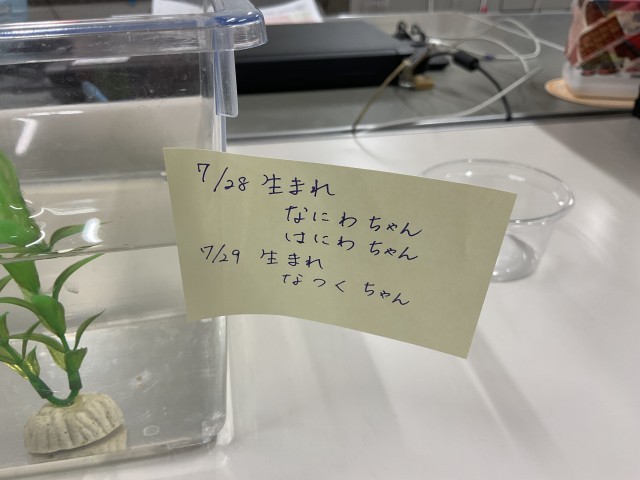 7/28 生まれ
なにわちゃん
はにわちゃん
7/29 生まれ
なつくちゃん